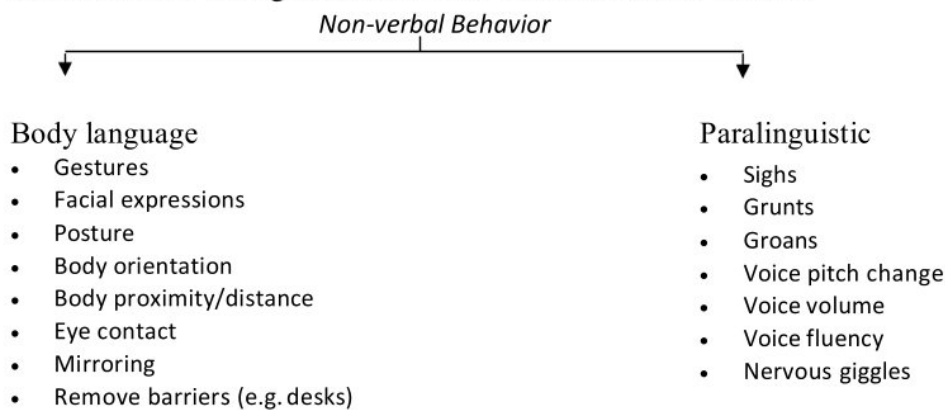 Non-verbal Behavior
Body language
• Gestures
• Facial expressions
• Posture
• Body orientation
• Body proximity/distance
• Eye contact
• Mirroring
• Remove barriers (e.g. desks)
Paralinguistic
• Sighs
• Grunts
• Groans
• Voice pitch change
• Voice volume
• Voice fluency
• Nervous giggles